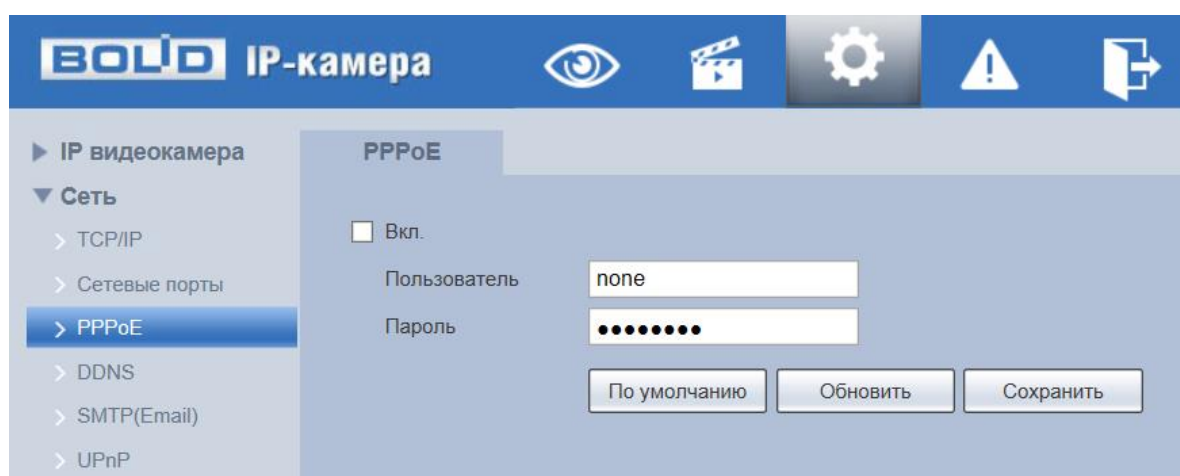 BOLID IP-камера
IP видеокамера
Сеть
TCP/IP
Сетевые порты
PPPoE
DDNS
SMTP(Email)
UPnP
PPPoE
Вкл.
Пользователь none
Пароль ●●●●●●●●
По умолчанию Обновить Сохранить